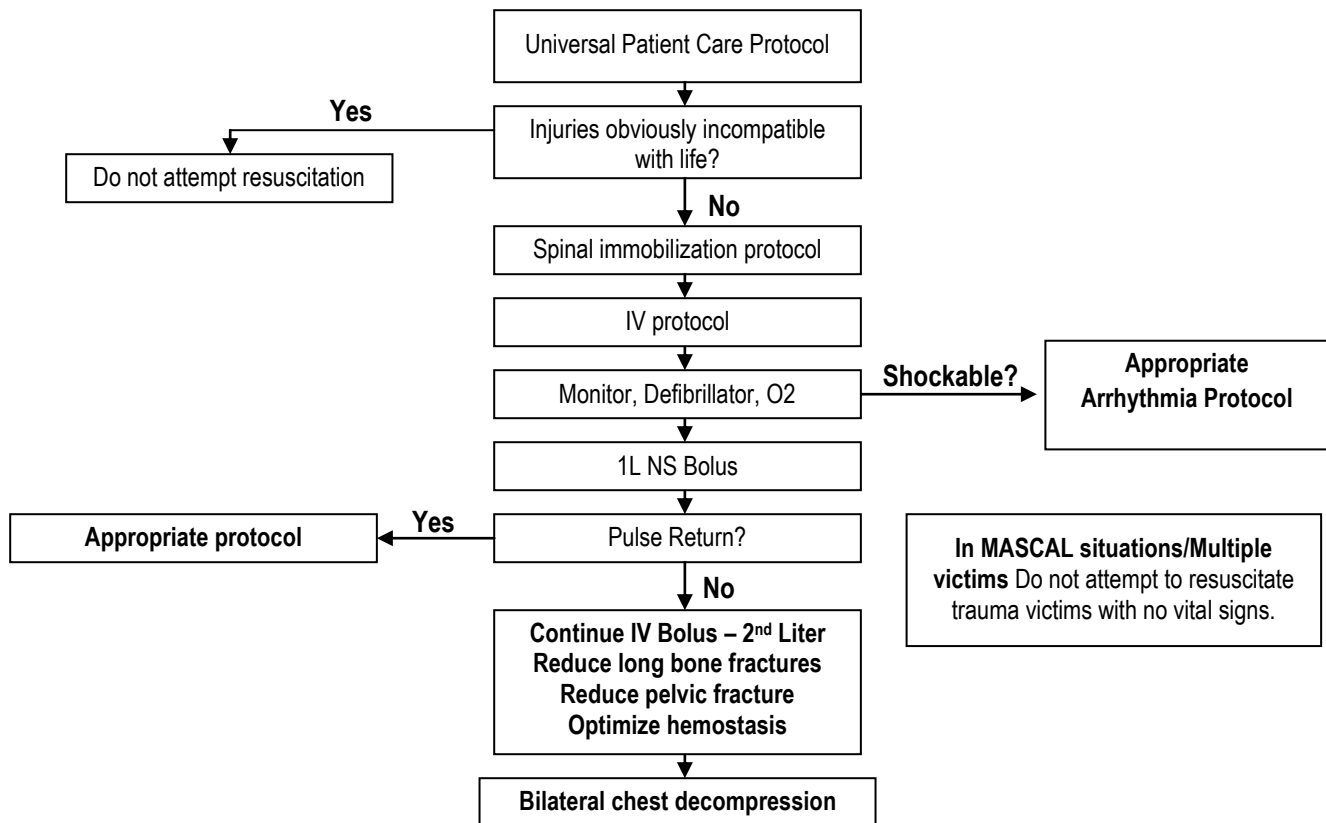 Universal Patient Care Protocol
Yes
Injuries obviously incompatible
with life?
Do not attempt resuscitation
No
Spinal immobilization protocol
IV protocol
Monitor, Defibrillator, O2
Shockable?
Appropriate
Arrhythmia Protocol
1L NS Bolus
Appropriate protocol
Yes
Pulse Return?
No
In MASCAL situations/Multiple
victims Do not attempt to resuscitate
trauma victims with no vital signs.
Continue IV Bolus – 2nd Liter
Reduce long bone fractures
Reduce pelvic fracture
Optimize hemostasis
Bilateral chest decompression